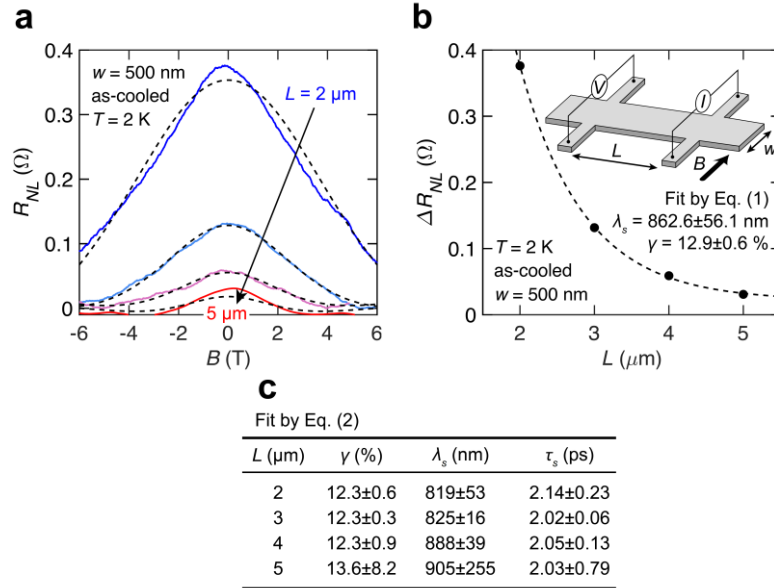 a
0.4
0.3
0.2
0.1
0
R_NL (Ω)
w = 500 nm
as-cooled
T = 2 K
L = 2 μm
5 μm
-6
-4
-2
0
2
4
6
B (T)
b
0.4
0.3
0.2
0.1
0
ΔR_NL (Ω)
V
I
L
B
w
Fit by Eq. (1)
λ_s = 862.6±56.1 nm
γ = 12.9±0.6 %
T = 2 K
as-cooled
w = 500 nm
2
3
4
5
L (μm)
c
Fit by Eq. (2)
L (μm) γ (%) λ_s (nm) τ_s (ps)
2 12.3±0.6 819±53 2.14±0.23
3 12.3±0.3 825±16 2.02±0.06
4 12.3±0.9 888±39 2.05±0.13
5 13.6±8.2 905±255 2.03±0.79